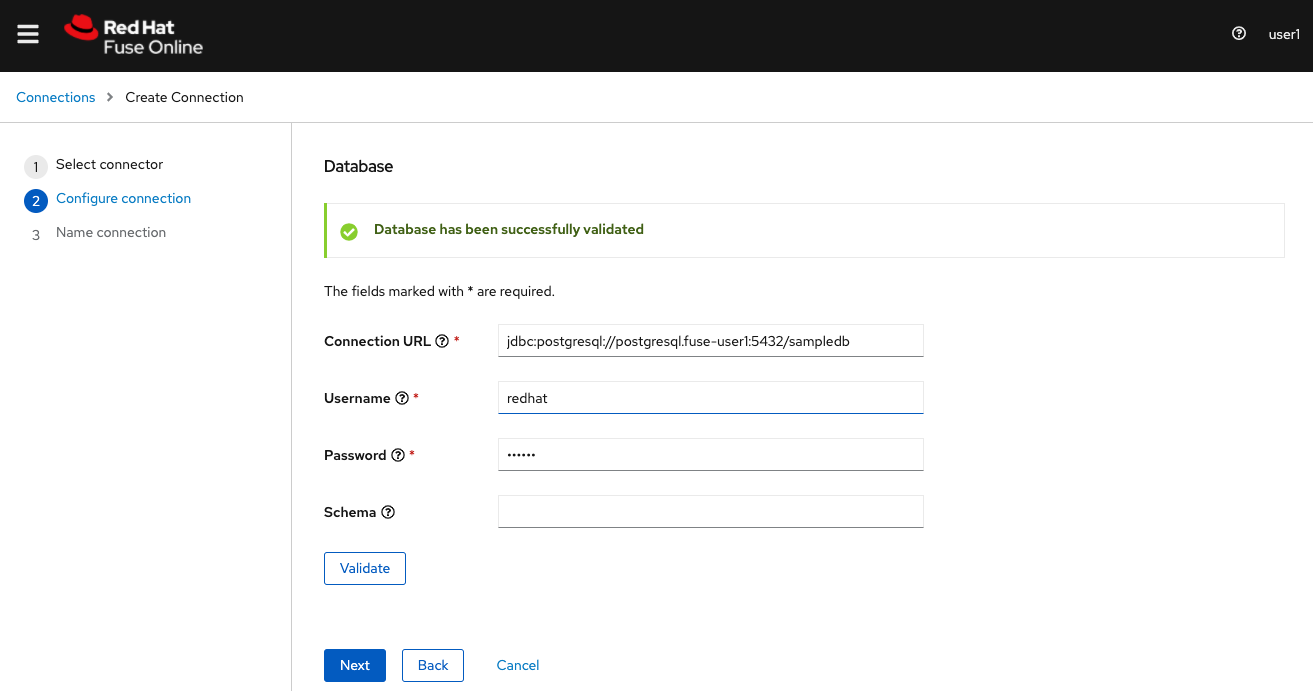 Red Hat
Fuse Online
user1
Connections > Create Connection
1 Select connector
2 Configure connection
3 Name connection
Database
Database has been successfully validated
The fields marked with * are required.
Connection URL * jdbc:postgresql://postgresql.fuse-user1:5432/sampledb
Username * redhat
Password * ••••••
Schema
Validate
Next Back Cancel